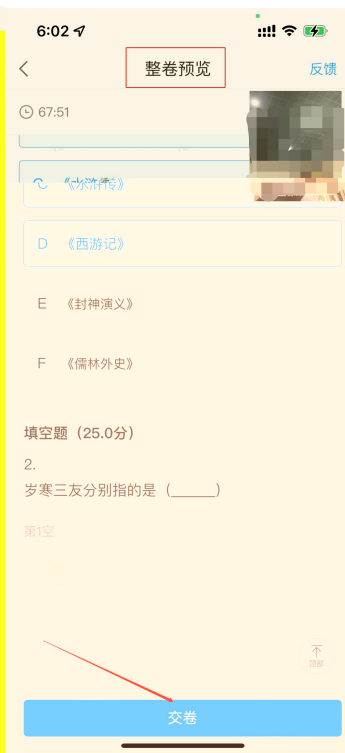 6:02
整卷预览
反馈
67:51
C 《水浒传》
D 《西游记》
E 《封神演义》
F 《儒林外史》
填空题（25.0分）
2.
岁寒三友分别指的是（_____）
第1空
顶部
交卷